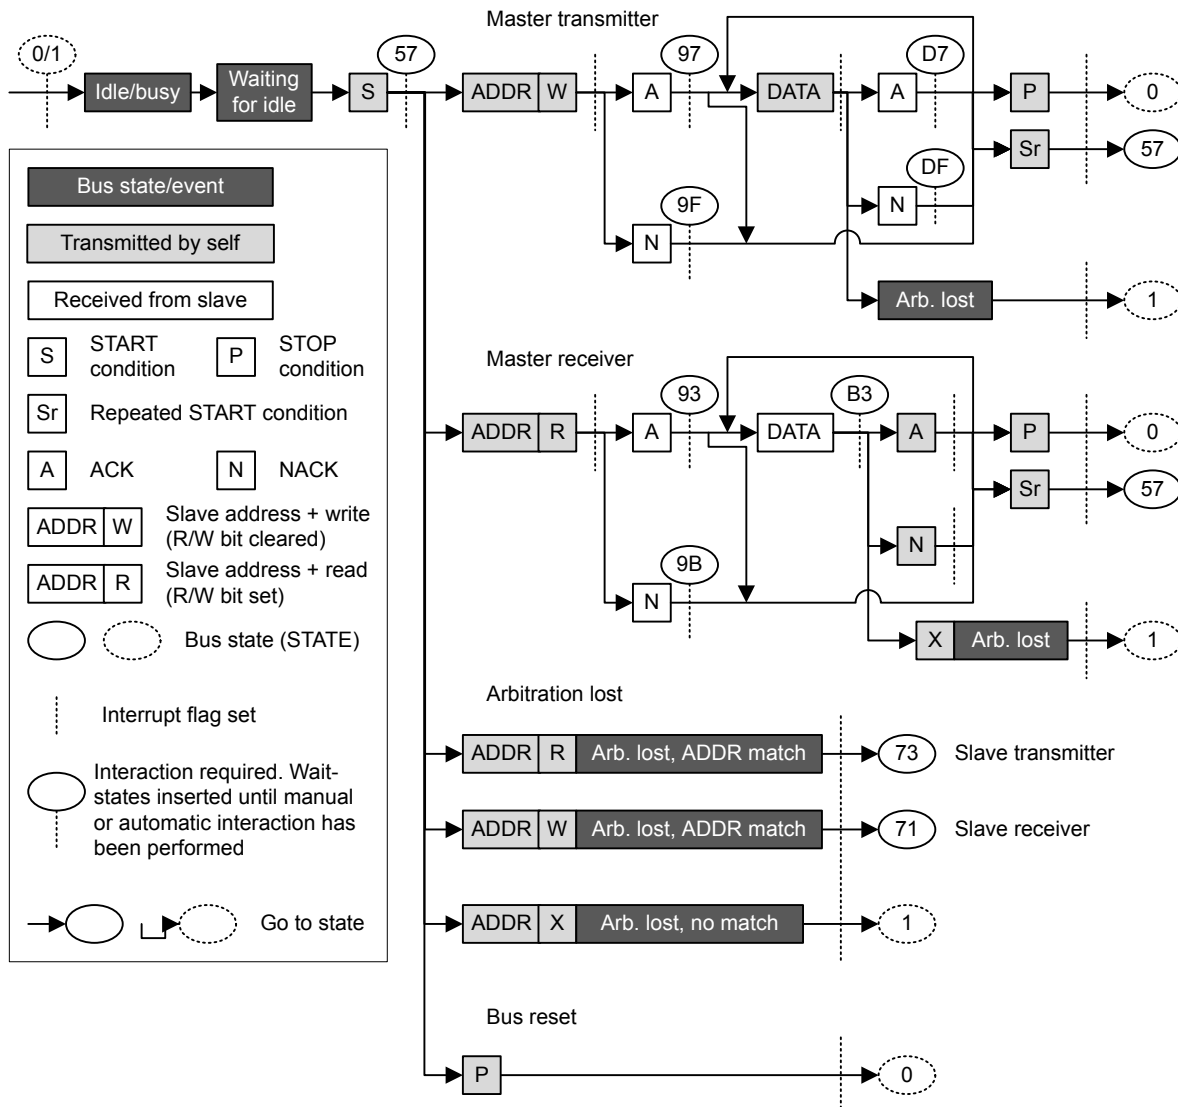 Master transmitter
0/1
57
97
D7
Idle/busy
Waiting
for idle
S
ADDR W
A
DATA
A
P
0
Sr
57
DF
N
9F
N
Arb. lost
1
Bus state/event
Transmitted by self
Received from slave
S START
condition
P STOP
condition
Sr Repeated START condition
A ACK
N NACK
ADDR W Slave address + write
(R/W bit cleared)
ADDR R Slave address + read
(R/W bit set)
Bus state (STATE)
Interrupt flag set
Interaction required. Wait-
states inserted until manual
or automatic interaction has
been performed
Go to state
Master receiver
93
B3
ADDR R
A
DATA
A
P
0
Sr
57
N
9B
N
X Arb. lost
1
Arbitration lost
ADDR R Arb. lost, ADDR match
73
Slave transmitter
ADDR W Arb. lost, ADDR match
71
Slave receiver
ADDR X Arb. lost, no match
1
Bus reset
P
0